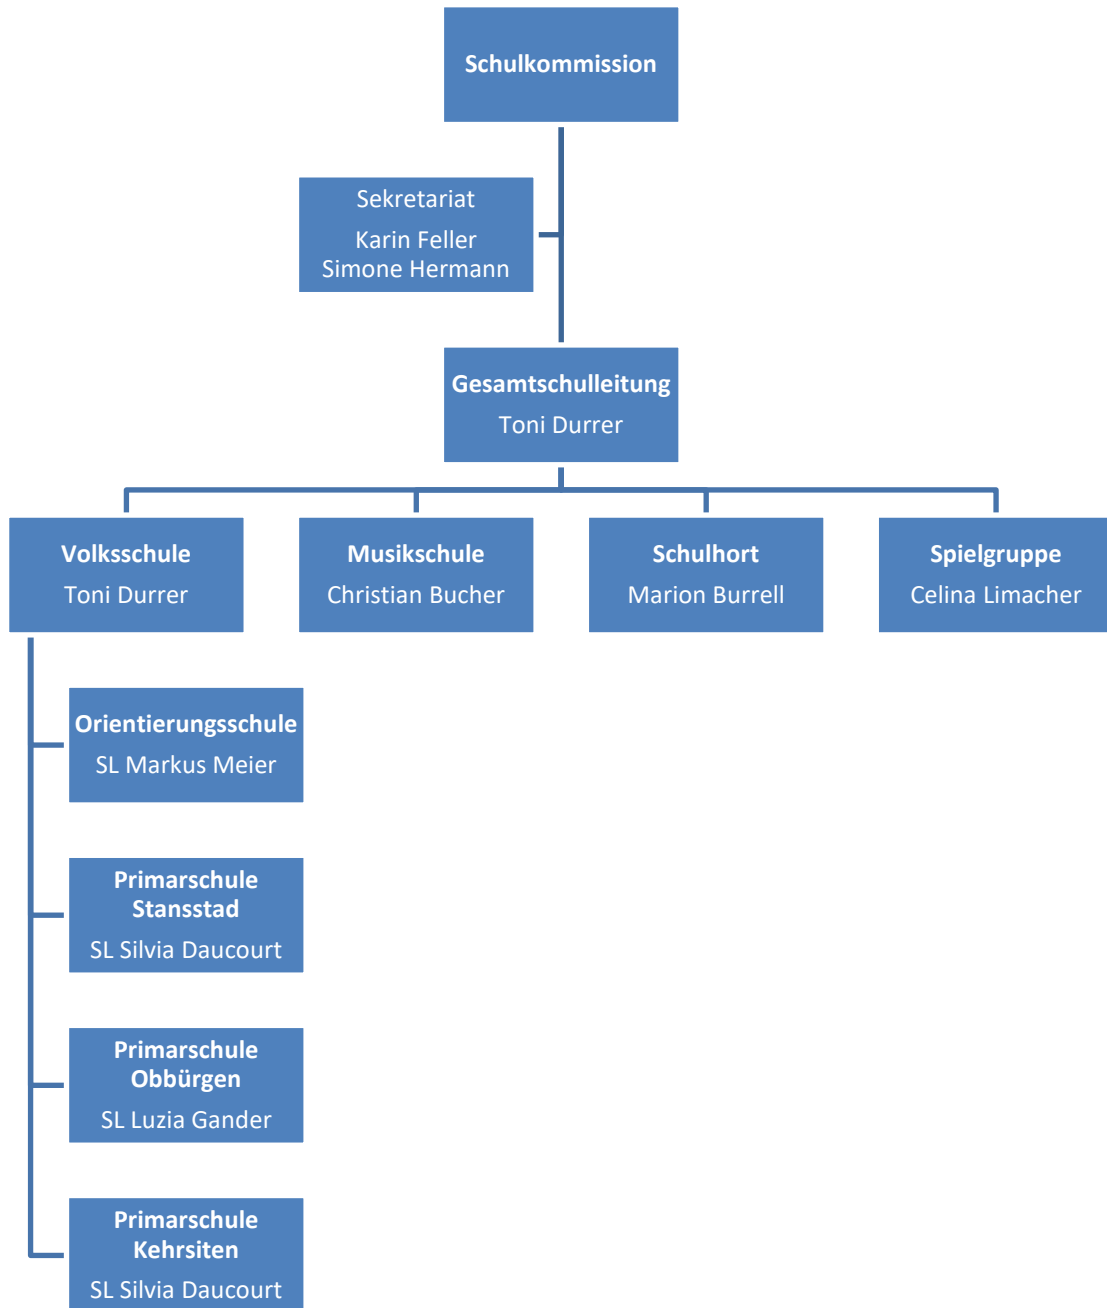 Schulkommission
Sekretariat
Karin Feller
Simone Hermann
Gesamtschulleitung
Toni Durrer
Volksschule
Toni Durrer
Musikschule
Christian Bucher
Schulhort
Marion Burrell
Spielgruppe
Celina Limacher
Orientierungsschule
SL Markus Meier
Primarschule
Stansstad
SL Silvia Daucourt
Primarschule
Obbürgen
SL Luzia Gander
Primarschule
Kehrsiten
SL Silvia Daucourt